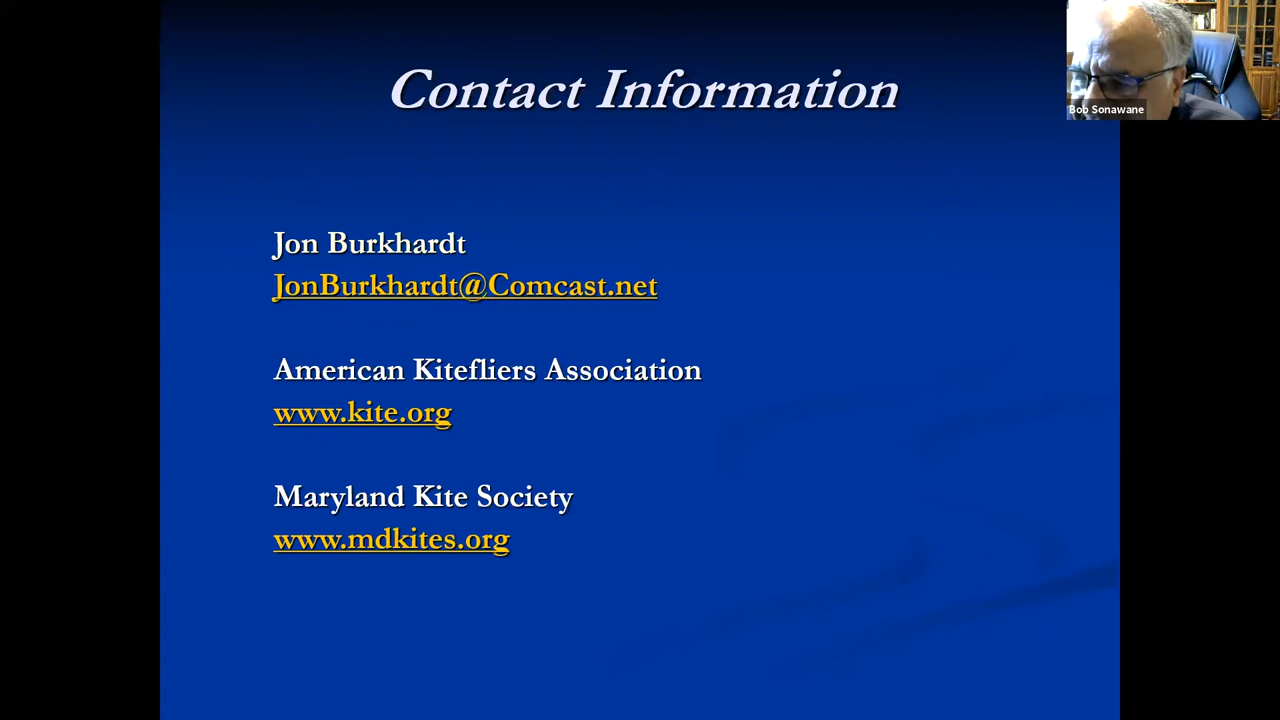 Contact Information
Bob Sonawane
Jon Burkhardt
JonBurkhardt@Comcast.net
American Kitefliers Association
www.kite.org
Maryland Kite Society
www.mdkites.org